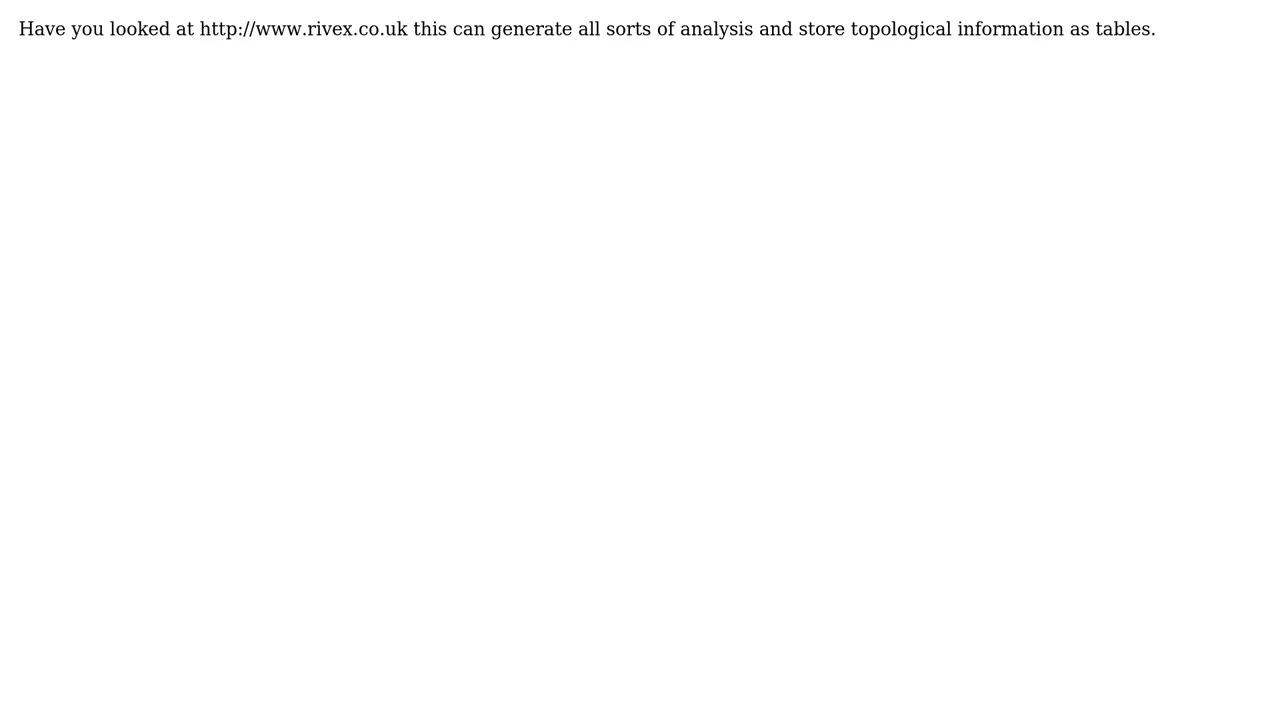 Have you looked at http://www.rivex.co.uk this can generate all sorts of analysis and store topological information as tables.